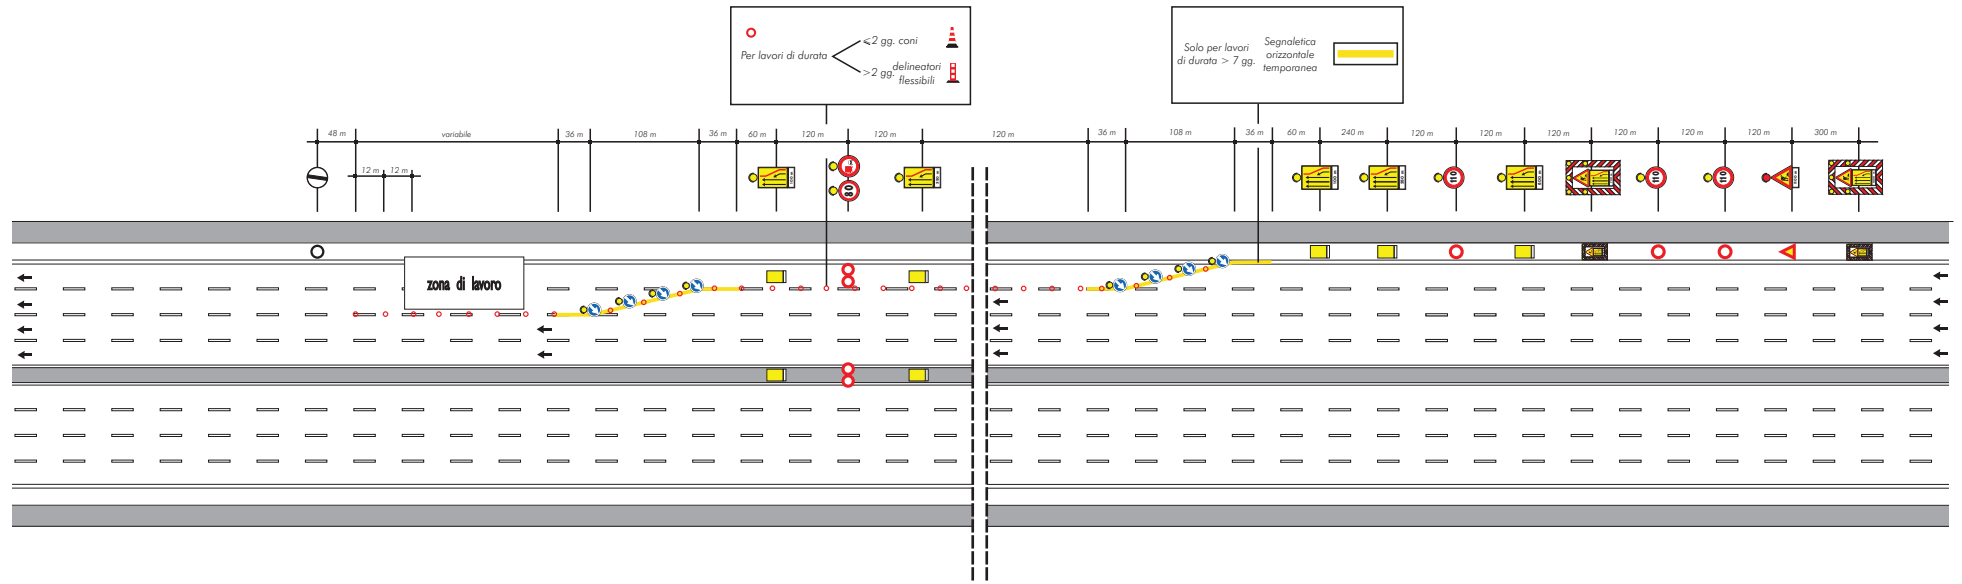 Per lavori di durata
⩽2 gg. coni
>2 gg. delineatori
flessibili
Solo per lavori
di durata > 7 gg.
Segnaletica
orizzontale
temporanea
48 m
variabile
36 m
108 m
36 m
60 m
120 m
120 m
120 m
36 m
108 m
36 m
60 m
240 m
120 m
120 m
120 m
120 m
120 m
120 m
300 m
12 m
12 m
80
110
110
110
zona di lavoro